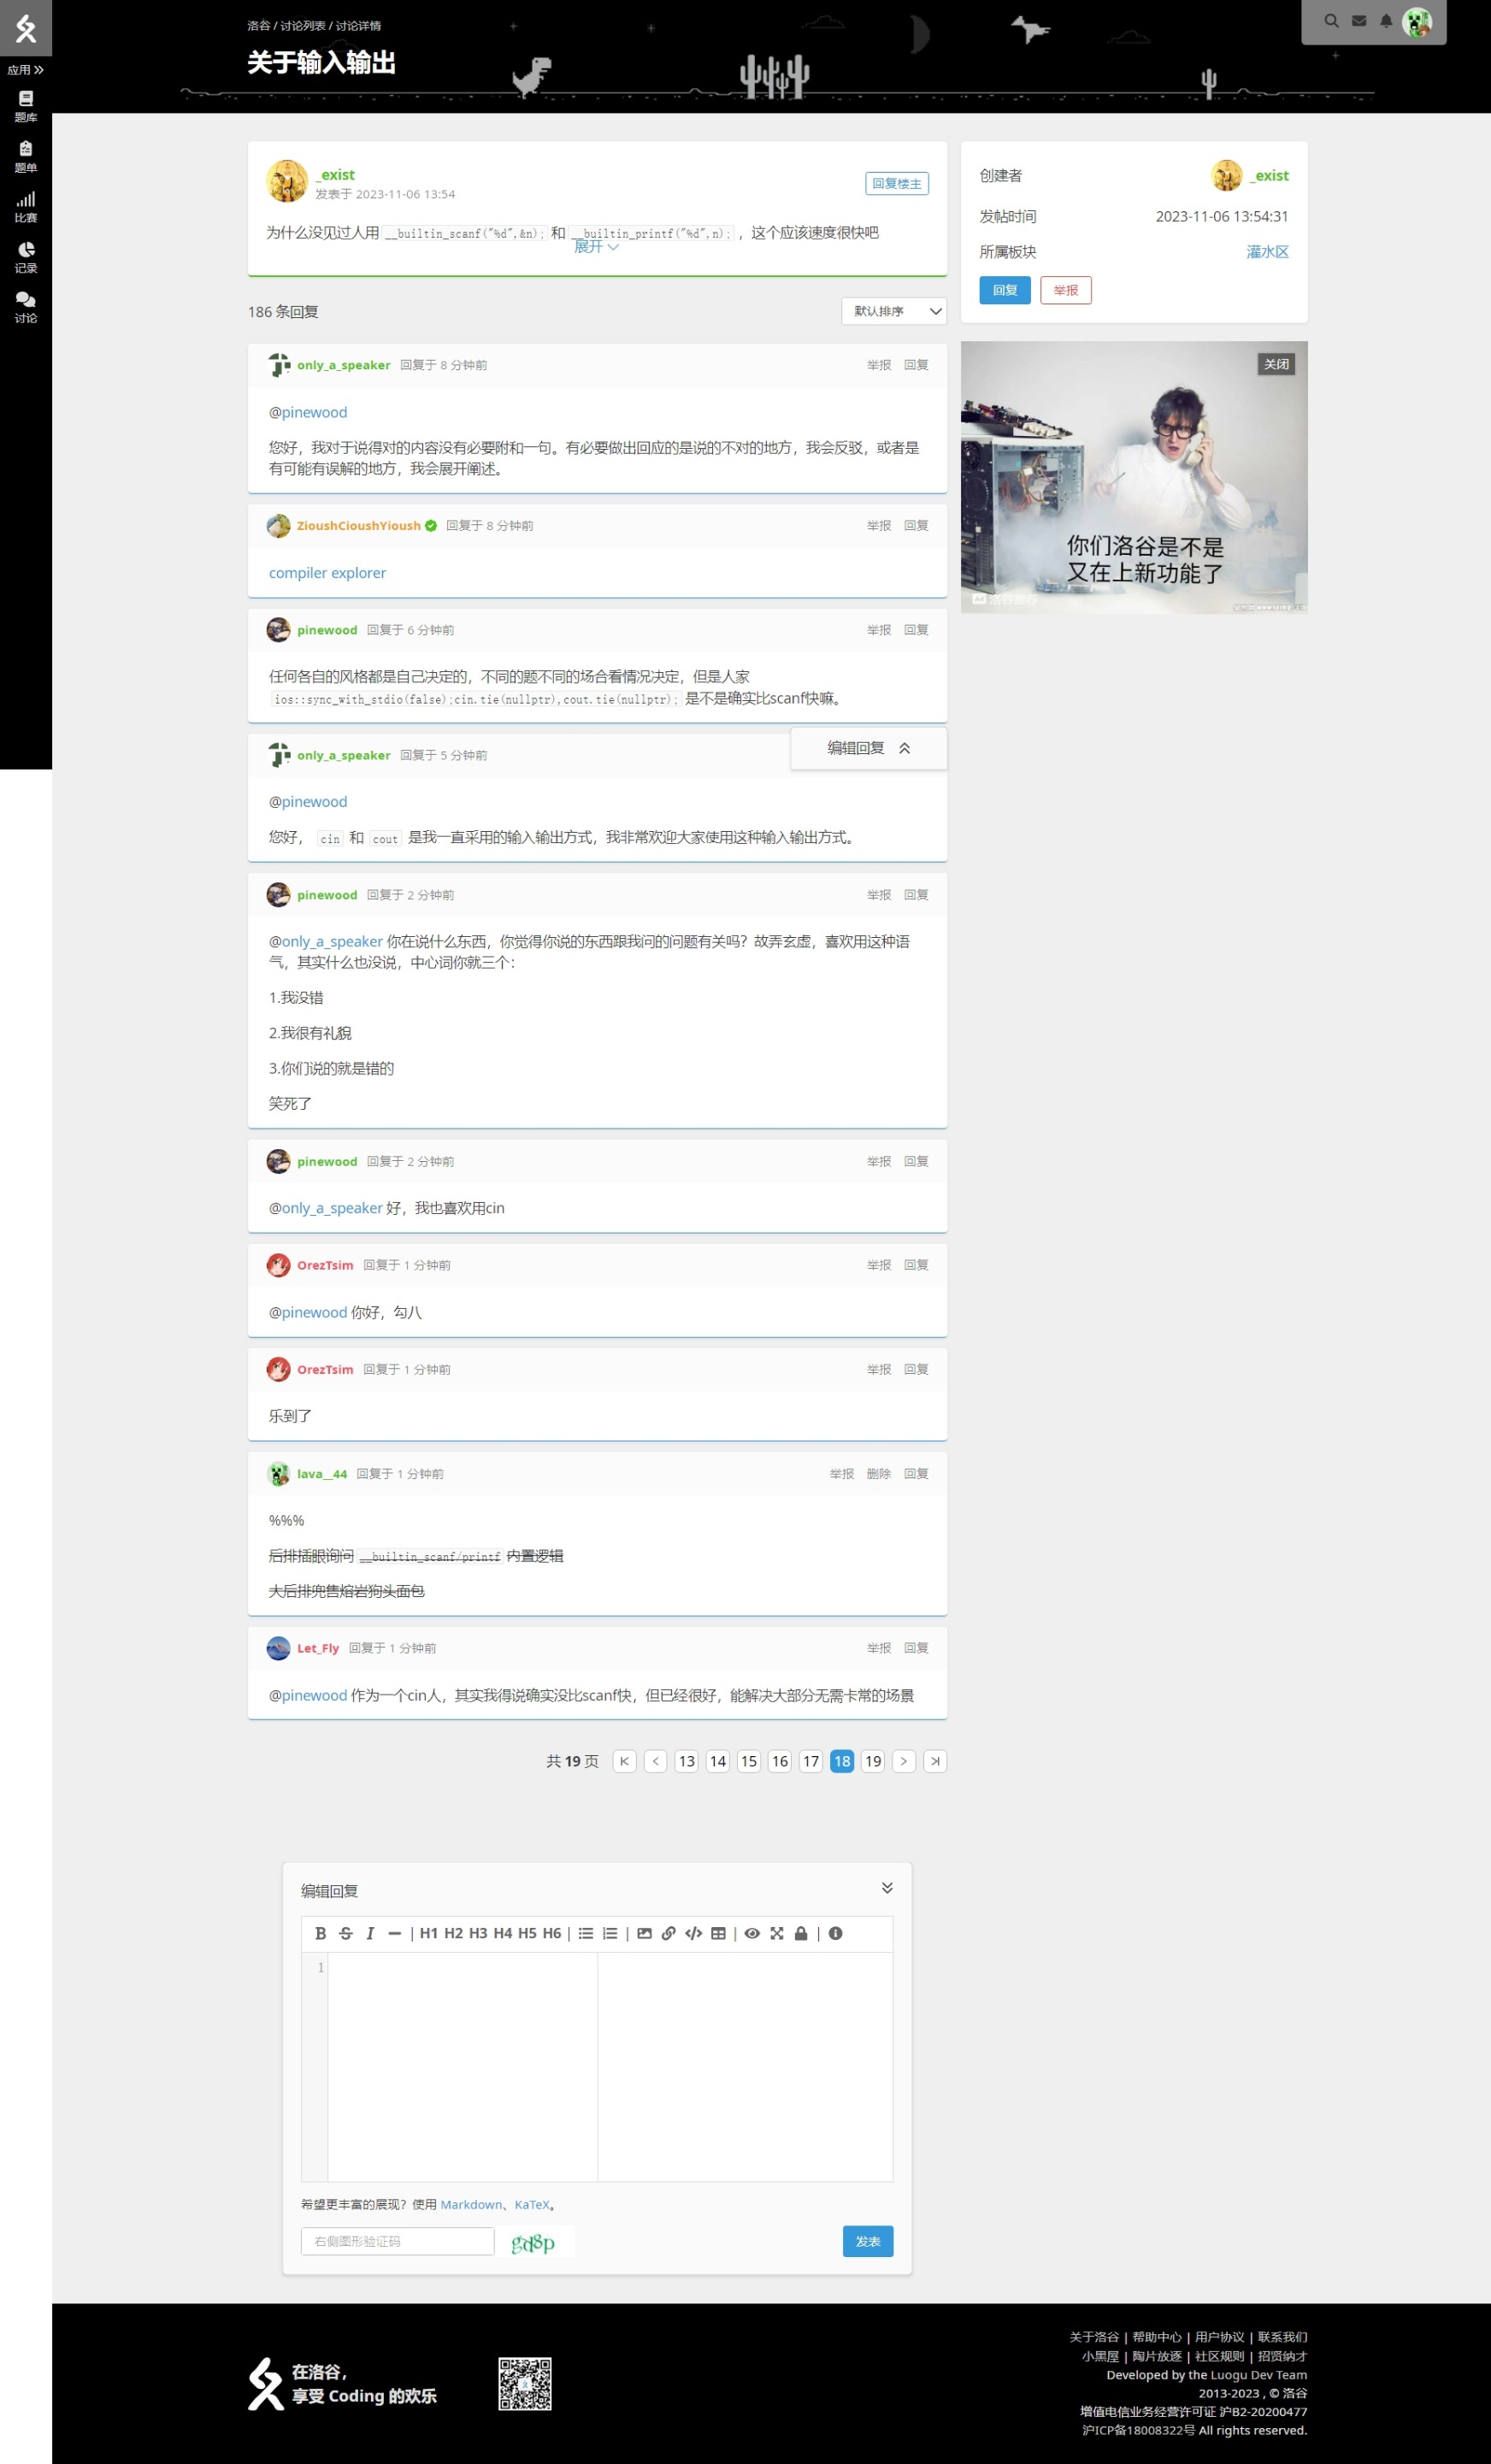 洛谷 / 讨论列表 / 讨论详情
关于输入输出
应用
题库
题单
比赛
记录
讨论
_exist
发表于 2023-11-06 13:54
回复楼主
为什么没见过人用 __builtin_scanf("%d",&n); 和 __builtin_printf("%d",n); ，这个应该速度很快吧
展开
创建者
_exist
发帖时间
2023-11-06 13:54:31
所属板块
灌水区
回复
举报
关闭
你们洛谷是不是
又在上新功能了
186 条回复
默认排序
only_a_speaker 回复于 8 分钟前
举报 回复
@pinewood
您好，我对于说得对的内容没有必要附和一句。有必要做出回应的是说的不对的地方，我会反驳，或者是
有可能有误解的地方，我会展开阐述。
ZioushCioushYioush 回复于 8 分钟前
举报 回复
compiler explorer
pinewood 回复于 6 分钟前
举报 回复
任何各自的风格都是自己决定的，不同的题不同的场合看情况决定，但是人家
ios::sync_with_stdio(false);cin.tie(nullptr),cout.tie(nullptr); 是不是确实比scanf快嘛。
only_a_speaker 回复于 5 分钟前
编辑回复
@pinewood
您好， cin 和 cout 是我一直采用的输入输出方式，我非常欢迎大家使用这种输入输出方式。
pinewood 回复于 2 分钟前
举报 回复
@only_a_speaker 你在说什么东西，你觉得你说的东西跟我问的问题有关吗？故弄玄虚，喜欢用这种语
气，其实什么也没说，中心词你就三个：
1.我没错
2.我很有礼貌
3.你们说的就是错的
笑死了
pinewood 回复于 2 分钟前
举报 回复
@only_a_speaker 好，我也喜欢用cin
OrezTsim 回复于 1 分钟前
举报 回复
@pinewood 你好，勾八
OrezTsim 回复于 1 分钟前
举报 回复
乐到了
lava__44 回复于 1 分钟前
举报 删除 回复
%%%
后排插眼询问 __builtin_scanf/printf 内置逻辑
大后排兜售熔岩狗头面包
Let_Fly 回复于 1 分钟前
举报 回复
@pinewood 作为一个cin人，其实我得说确实没比scanf快，但已经很好，能解决大部分无需卡常的场景
共 19 页 13 14 15 16 17 18 19
编辑回复
B S I — | H1 H2 H3 H4 H5 H6
1
希望更丰富的展现？使用 Markdown、KaTeX。
右侧图形验证码
gd8p
发表
在洛谷，
享受 Coding 的欢乐
关于洛谷 | 帮助中心 | 用户协议 | 联系我们
小黑屋 | 陶片放逐 | 社区规则 | 招贤纳才
Developed by the Luogu Dev Team
2013-2023 , © 洛谷
增值电信业务经营许可证 沪B2-20200477
沪ICP备18008322号 All rights reserved.